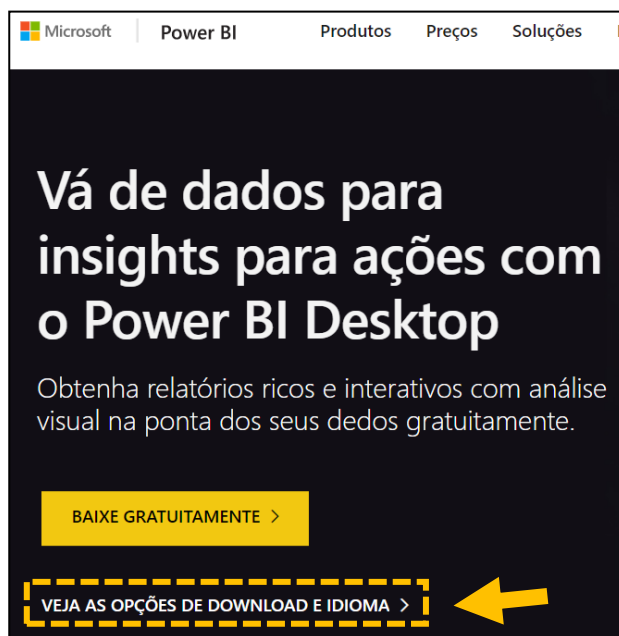 Microsoft Power BI Produtos Preços Soluções
Vá de dados para
insights para ações com
o Power BI Desktop
Obtenha relatórios ricos e interativos com análise
visual na ponta dos seus dedos gratuitamente.
BAIXE GRATUITAMENTE >
VEJA AS OPÇÕES DE DOWNLOAD E IDIOMA >